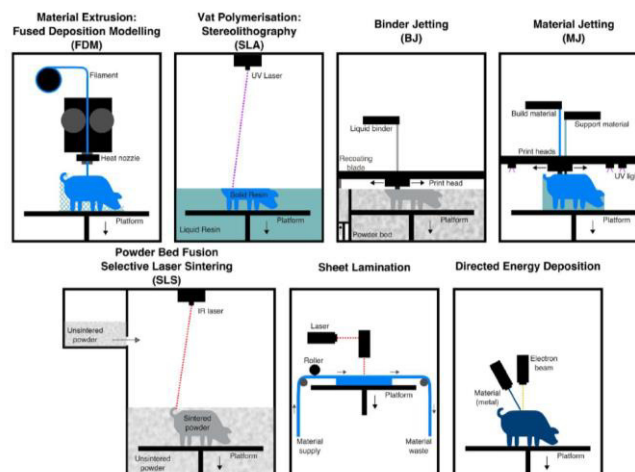 Material Extrusion:
Fused Deposition Modelling
(FDM)
Filament
Heat nozzle
Platform
Vat Polymerisation:
Stereolithography
(SLA)
UV Laser
Solid Resin
Liquid Resin
Platform
Binder Jetting
(BJ)
Liquid binder
Recoating
blade
Print head
Powder bed
Platform
Material Jetting
(MJ)
Build material
Support material
Print heads
UV light
Platform
Powder Bed Fusion
Selective Laser Sintering
(SLS)
IR laser
Unsintered
powder
Sintered
powder
Unsintered
powder
Platform
Sheet Lamination
Laser
Roller
Platform
Material
supply
Material
waste
Directed Energy Deposition
Electron
beam
Material
(metal)
Platform